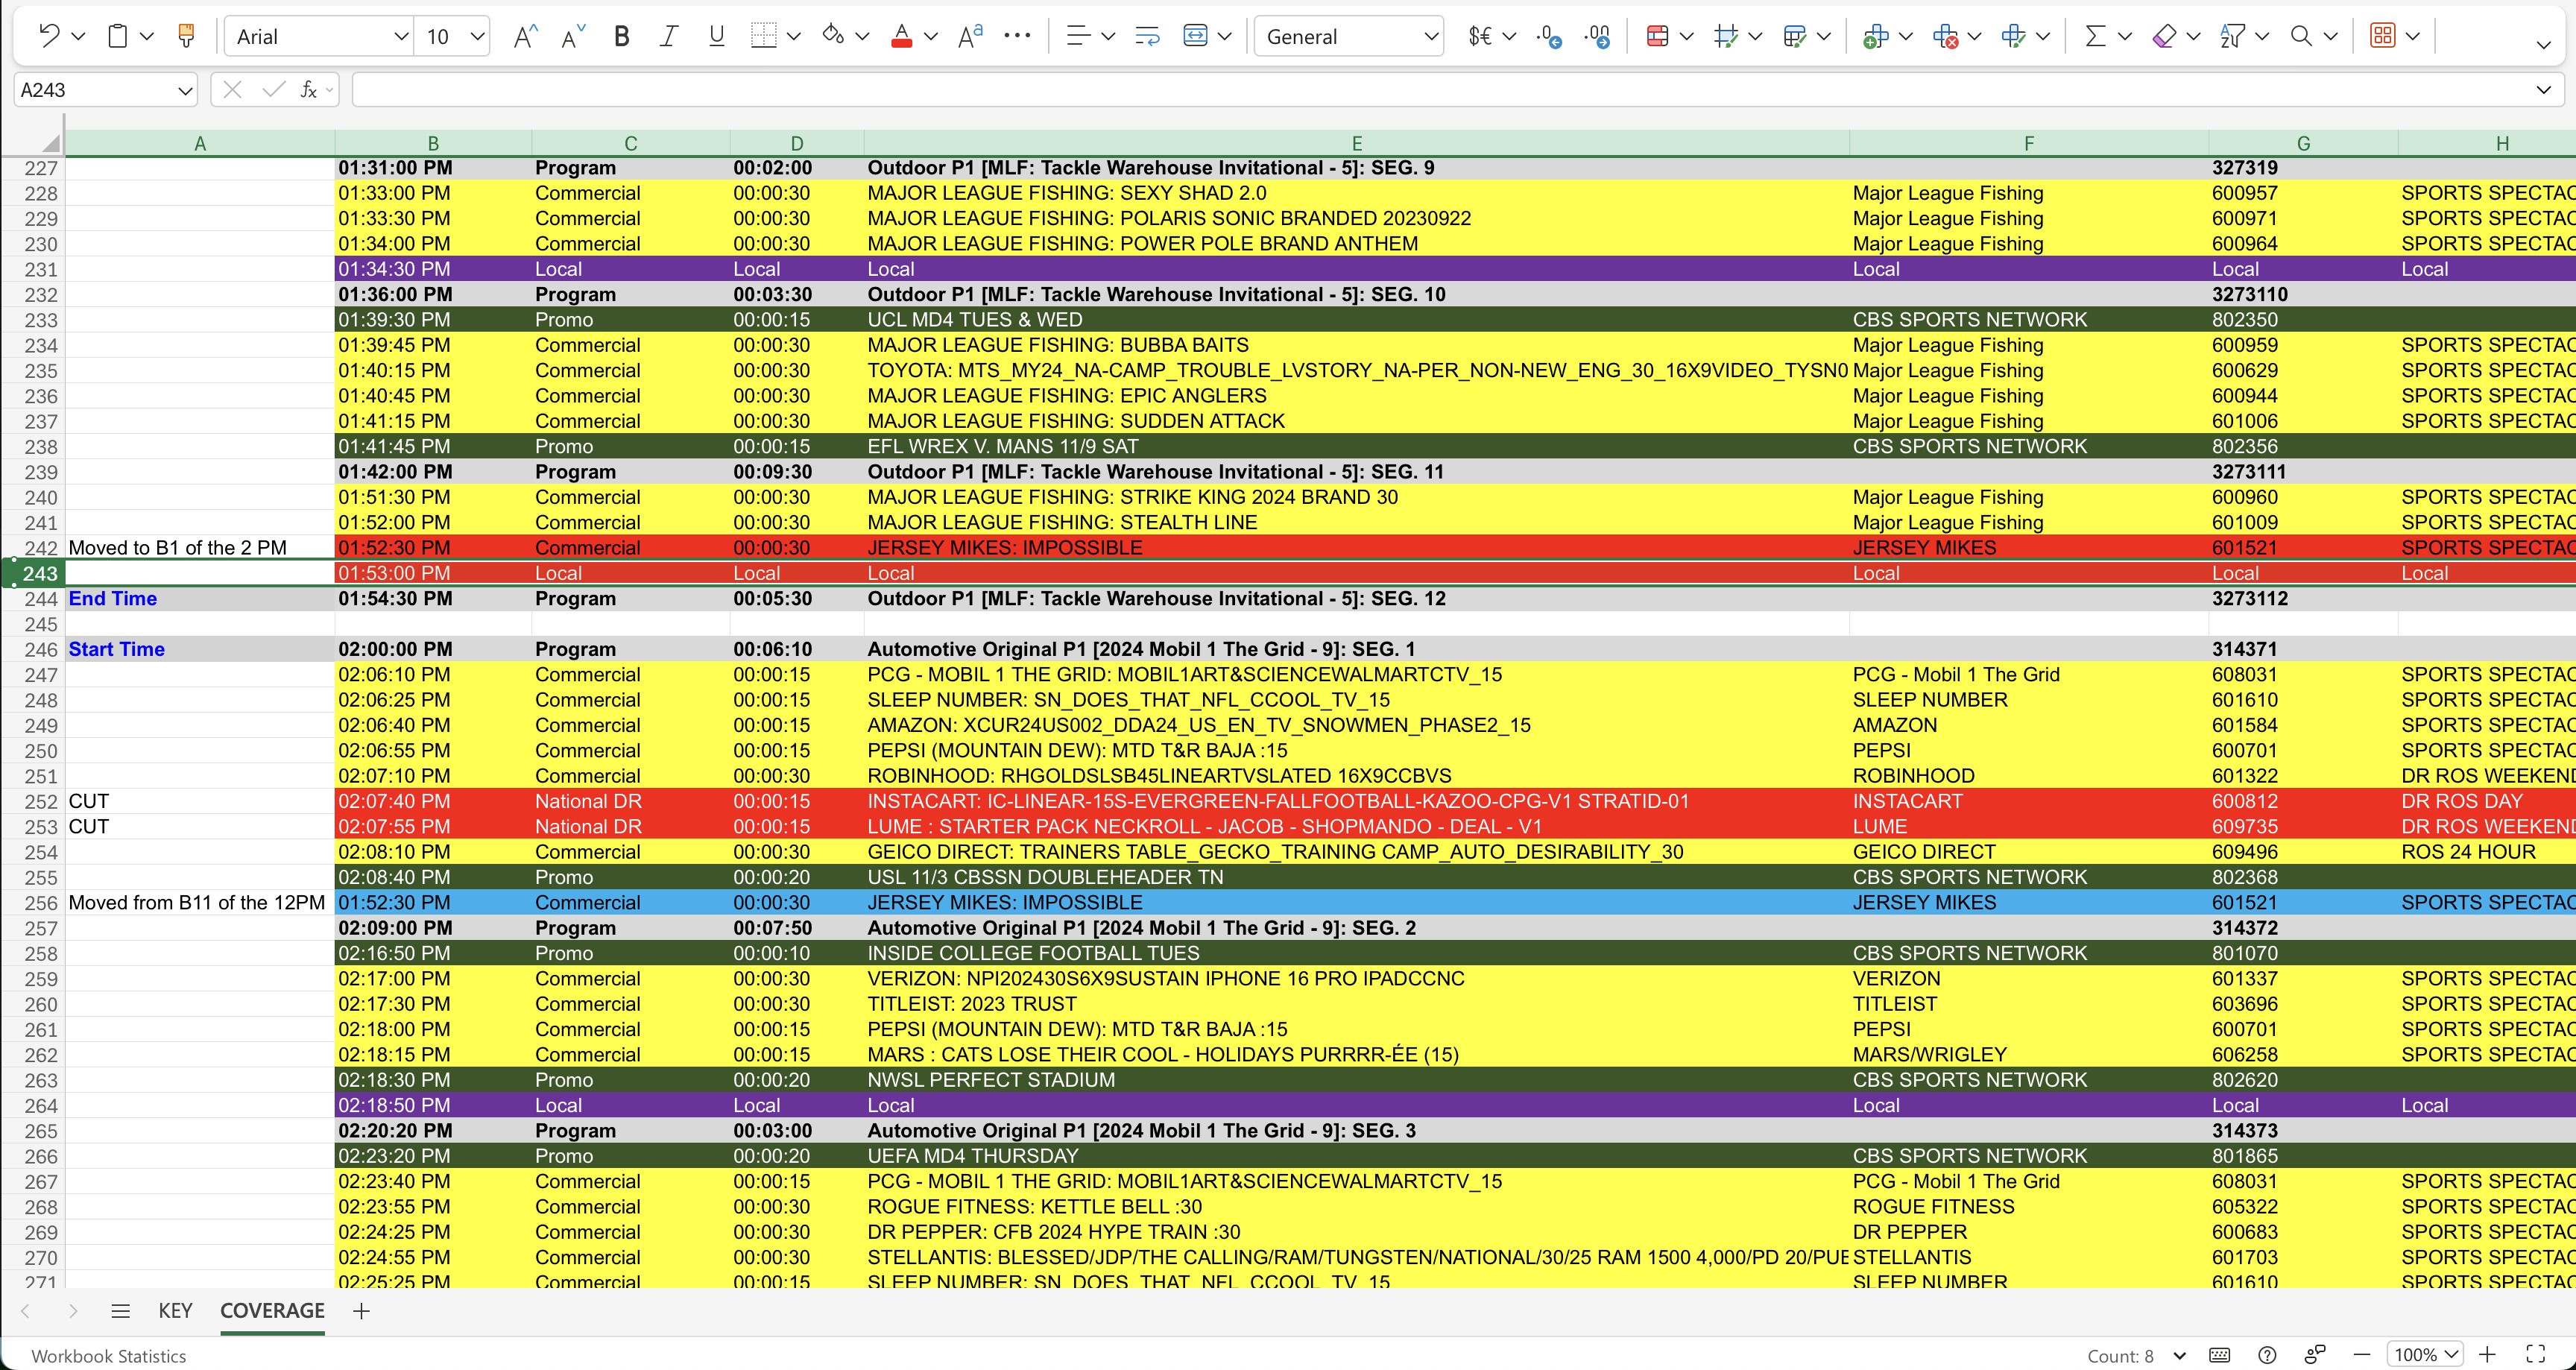 Arial 10 B I U A Aa General $€ .0 .00
A243 fx
A B C D E F G H
227 01:31:00 PM Program 00:02:00 Outdoor P1 [MLF: Tackle Warehouse Invitational - 5]: SEG. 9 327319
228 01:33:00 PM Commercial 00:00:30 MAJOR LEAGUE FISHING: SEXY SHAD 2.0 Major League Fishing 600957 SPORTS SPECTAC
229 01:33:30 PM Commercial 00:00:30 MAJOR LEAGUE FISHING: POLARIS SONIC BRANDED 20230922 Major League Fishing 600971 SPORTS SPECTAC
230 01:34:00 PM Commercial 00:00:30 MAJOR LEAGUE FISHING: POWER POLE BRAND ANTHEM Major League Fishing 600964 SPORTS SPECTAC
231 01:34:30 PM Local Local Local Local Local Local
232 01:36:00 PM Program 00:03:30 Outdoor P1 [MLF: Tackle Warehouse Invitational - 5]: SEG. 10 3273110
233 01:39:30 PM Promo 00:00:15 UCL MD4 TUES & WED CBS SPORTS NETWORK 802350
234 01:39:45 PM Commercial 00:00:30 MAJOR LEAGUE FISHING: BUBBA BAITS Major League Fishing 600959 SPORTS SPECTAC
235 01:40:15 PM Commercial 00:00:30 TOYOTA: MTS_MY24_NA-CAMP_TROUBLE_LVSTORY_NA-PER_NON-NEW_ENG_30_16X9VIDEO_TYSN0 Major League Fishing 600629 SPORTS SPECTAC
236 01:40:45 PM Commercial 00:00:30 MAJOR LEAGUE FISHING: EPIC ANGLERS Major League Fishing 600944 SPORTS SPECTAC
237 01:41:15 PM Commercial 00:00:30 MAJOR LEAGUE FISHING: SUDDEN ATTACK Major League Fishing 601006 SPORTS SPECTAC
238 01:41:45 PM Promo 00:00:15 EFL WREX V. MANS 11/9 SAT CBS SPORTS NETWORK 802356
239 01:42:00 PM Program 00:09:30 Outdoor P1 [MLF: Tackle Warehouse Invitational - 5]: SEG. 11 3273111
240 01:51:30 PM Commercial 00:00:30 MAJOR LEAGUE FISHING: STRIKE KING 2024 BRAND 30 Major League Fishing 600960 SPORTS SPECTAC
241 01:52:00 PM Commercial 00:00:30 MAJOR LEAGUE FISHING: STEALTH LINE Major League Fishing 601009 SPORTS SPECTAC
242 Moved to B1 of the 2 PM 01:52:30 PM Commercial 00:00:30 JERSEY MIKES: IMPOSSIBLE JERSEY MIKES 601521 SPORTS SPECTAC
243 01:53:00 PM Local Local Local Local Local Local
244 End Time 01:54:30 PM Program 00:05:30 Outdoor P1 [MLF: Tackle Warehouse Invitational - 5]: SEG. 12 3273112
245
246 Start Time 02:00:00 PM Program 00:06:10 Automotive Original P1 [2024 Mobil 1 The Grid - 9]: SEG. 1 314371
247 02:06:10 PM Commercial 00:00:15 PCG - MOBIL 1 THE GRID: MOBIL1ART&SCIENCEWALMARTCTV_15 PCG - Mobil 1 The Grid 608031 SPORTS SPECTAC
248 02:06:25 PM Commercial 00:00:15 SLEEP NUMBER: SN_DOES_THAT_NFL_CCOOL_TV_15 SLEEP NUMBER 601610 SPORTS SPECTAC
249 02:06:40 PM Commercial 00:00:15 AMAZON: XCUR24US002_DDA24_US_EN_TV_SNOWMEN_PHASE2_15 AMAZON 601584 SPORTS SPECTAC
250 02:06:55 PM Commercial 00:00:15 PEPSI (MOUNTAIN DEW): MTD T&R BAJA :15 PEPSI 600701 SPORTS SPECTAC
251 02:07:10 PM Commercial 00:00:30 ROBINHOOD: RHGOLDSLSB45LINEARTVSLATED 16X9CCBVS ROBINHOOD 601322 DR ROS WEEKEND
252 CUT 02:07:40 PM National DR 00:00:15 INSTACART: IC-LINEAR-15S-EVERGREEN-FALLFOOTBALL-KAZOO-CPG-V1 STRATID-01 INSTACART 600812 DR ROS DAY
253 CUT 02:07:55 PM National DR 00:00:15 LUME : STARTER PACK NECKROLL - JACOB - SHOPMANDO - DEAL - V1 LUME 609735 DR ROS WEEKEND
254 02:08:10 PM Commercial 00:00:30 GEICO DIRECT: TRAINERS TABLE_GECKO_TRAINING CAMP_AUTO_DESIRABILITY_30 GEICO DIRECT 609496 ROS 24 HOUR
255 02:08:40 PM Promo 00:00:20 USL 11/3 CBSSN DOUBLEHEADER TN CBS SPORTS NETWORK 802368
256 Moved from B11 of the 12PM 01:52:30 PM Commercial 00:00:30 JERSEY MIKES: IMPOSSIBLE JERSEY MIKES 601521 SPORTS SPECTAC
257 02:09:00 PM Program 00:07:50 Automotive Original P1 [2024 Mobil 1 The Grid - 9]: SEG. 2 314372
258 02:16:50 PM Promo 00:00:10 INSIDE COLLEGE FOOTBALL TUES CBS SPORTS NETWORK 801070
259 02:17:00 PM Commercial 00:00:30 VERIZON: NPI202430S6X9SUSTAIN IPHONE 16 PRO IPADCCNC VERIZON 601337 SPORTS SPECTAC
260 02:17:30 PM Commercial 00:00:30 TITLEIST: 2023 TRUST TITLEIST 603696 SPORTS SPECTAC
261 02:18:00 PM Commercial 00:00:15 PEPSI (MOUNTAIN DEW): MTD T&R BAJA :15 PEPSI 600701 SPORTS SPECTAC
262 02:18:15 PM Commercial 00:00:15 MARS : CATS LOSE THEIR COOL - HOLIDAYS PURRRR-ÉE (15) MARS/WRIGLEY 606258 SPORTS SPECTAC
263 02:18:30 PM Promo 00:00:20 NWSL PERFECT STADIUM CBS SPORTS NETWORK 802620
264 02:18:50 PM Local Local Local Local Local Local
265 02:20:20 PM Program 00:03:00 Automotive Original P1 [2024 Mobil 1 The Grid - 9]: SEG. 3 314373
266 02:23:20 PM Promo 00:00:20 UEFA MD4 THURSDAY CBS SPORTS NETWORK 801865
267 02:23:40 PM Commercial 00:00:15 PCG - MOBIL 1 THE GRID: MOBIL1ART&SCIENCEWALMARTCTV_15 PCG - Mobil 1 The Grid 608031 SPORTS SPECTAC
268 02:23:55 PM Commercial 00:00:30 ROGUE FITNESS: KETTLE BELL :30 ROGUE FITNESS 605322 SPORTS SPECTAC
269 02:24:25 PM Commercial 00:00:30 DR PEPPER: CFB 2024 HYPE TRAIN :30 DR PEPPER 600683 SPORTS SPECTAC
270 02:24:55 PM Commercial 00:00:30 STELLANTIS: BLESSED/JDP/THE CALLING/RAM/TUNGSTEN/NATIONAL/30/25 RAM 1500 4,000/PD 20/PUE STELLANTIS 601703 SPORTS SPECTAC
271 02:25:25 PM Commercial 00:00:15 SLEEP NUMBER: SN_DOES_THAT_NFL_CCOOL_TV_15 SLEEP NUMBER 601610 SPORTS SPECTAC
KEY COVERAGE
Workbook Statistics Count: 8 100%